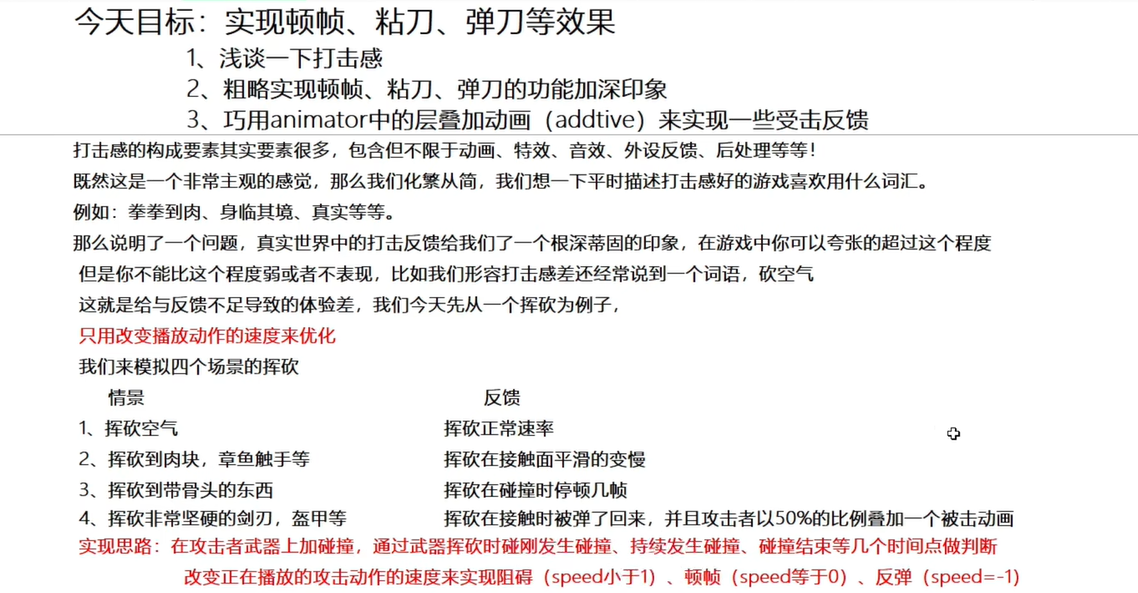 今天目标：实现顿帧、粘刀、弹刀等效果
1、浅谈一下打击感
2、粗略实现顿帧、粘刀、弹刀的功能加深印象
3、巧用animator中的层叠加动画（addtive）来实现一些受击反馈
打击感的构成要素其实要素很多，包含但不限于动画、特效、音效、外设反馈、后处理等等！
既然这是一个非常主观的感觉，那么我们化繁从简，我们想一下平时描述打击感好的游戏喜欢用什么词汇。
例如：拳拳到肉、身临其境、真实等等。
那么说明了一个问题，真实世界中的打击反馈给我们了一个根深蒂固的印象，在游戏中你可以夸张的超过这个程度
但是你不能比这个程度弱或者不表现，比如我们形容打击感差还经常说到一个词语，砍空气
这就是给与反馈不足导致的体验差，我们今天先从一个挥砍为例子，
只用改变播放动作的速度来优化
我们来模拟四个场景的挥砍
情景 反馈
1、挥砍空气 挥砍正常速率
2、挥砍到肉块，章鱼触手等 挥砍在接触面平滑的变慢
3、挥砍到带骨头的东西 挥砍在碰撞时停顿几帧
4、挥砍非常坚硬的剑刃，盔甲等 挥砍在接触时被弹了回来，并且攻击者以50%的比例叠加一个被击动画
实现思路：在攻击者武器上加碰撞，通过武器挥砍时碰刚发生碰撞、持续发生碰撞、碰撞结束等几个时间点做判断
改变正在播放的攻击动作的速度来实现阻碍（speed小于1）、顿帧（speed等于0）、反弹（speed=-1)